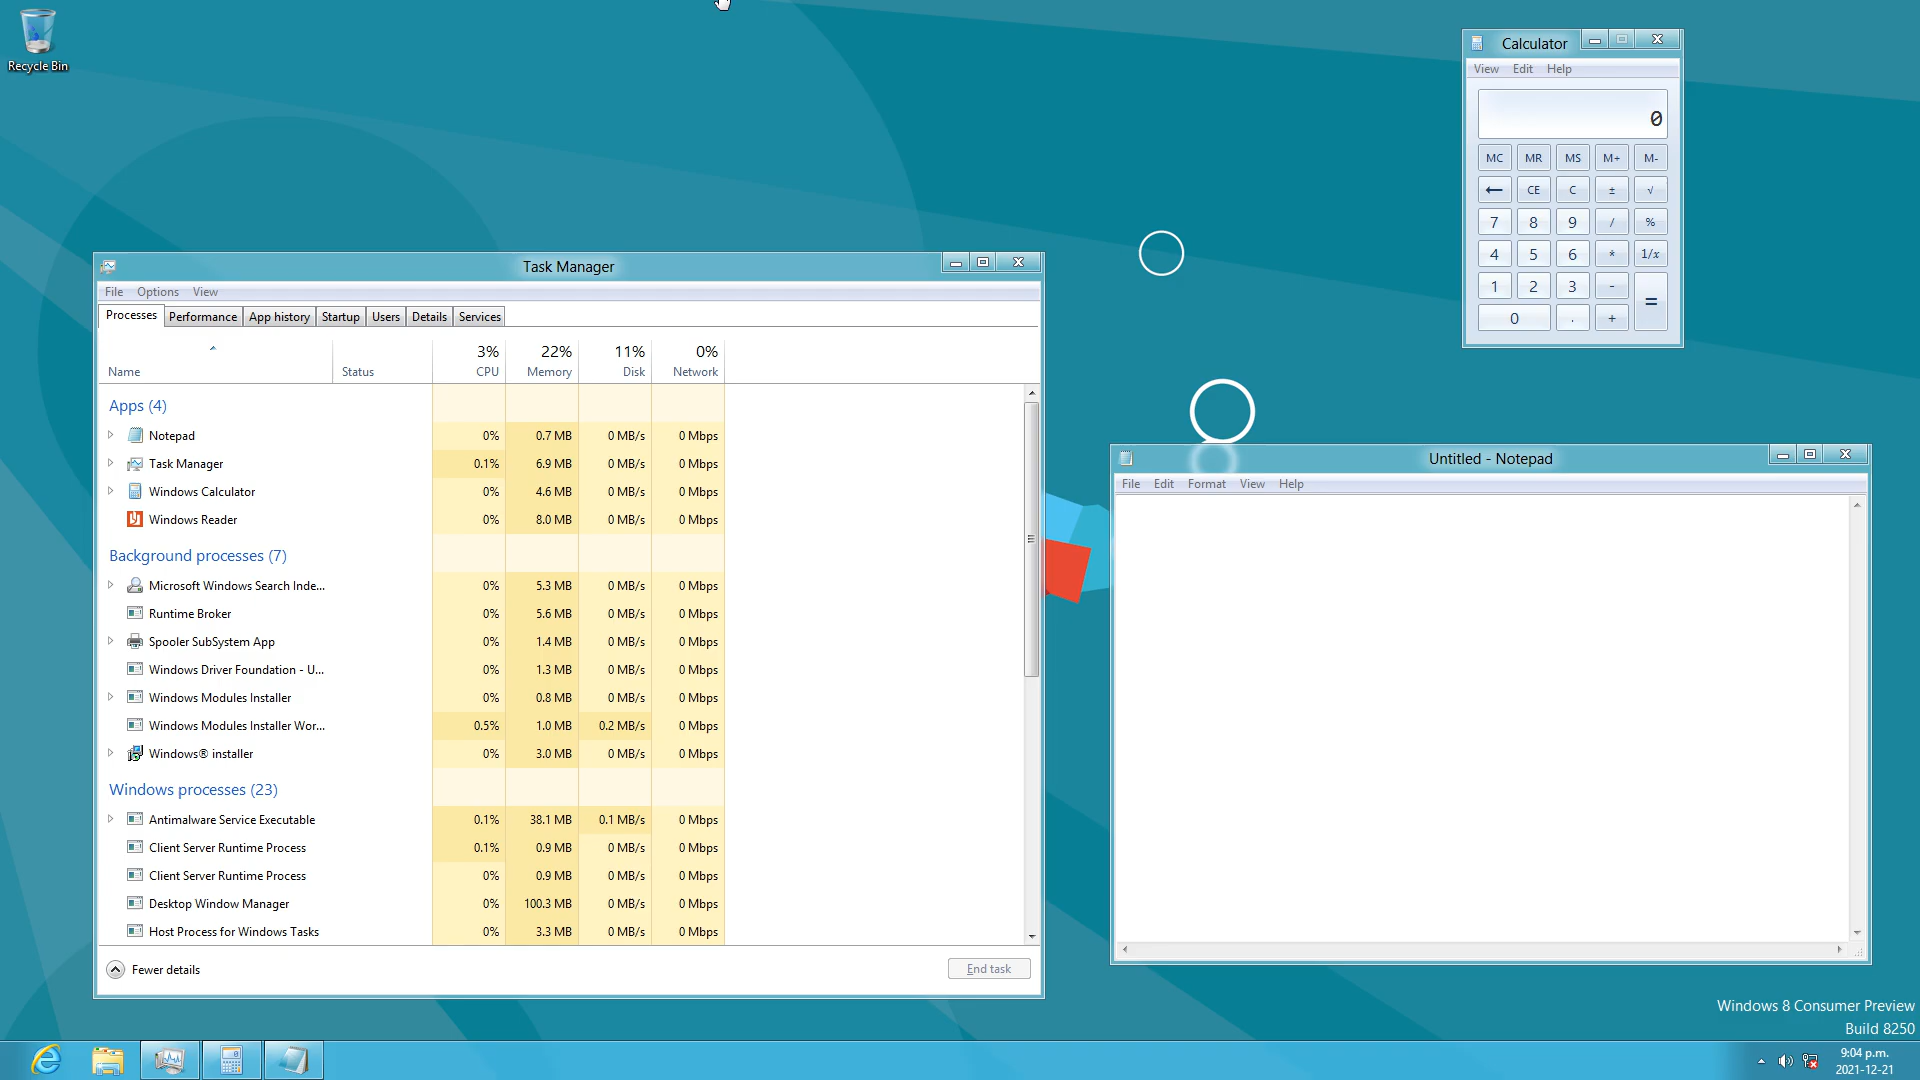 Recycle Bin
Calculator
View Edit Help
0
MC MR MS M+ M-
← CE C ± √
7 8 9 / %
4 5 6 * 1/x
1 2 3 - =
0 . +
Task Manager
File Options View
Processes Performance App history Startup Users Details Services
3% 22% 11% 0%
Name Status CPU Memory Disk Network
Apps (4)
Notepad 0% 0.7 MB 0 MB/s 0 Mbps
Task Manager 0.1% 6.9 MB 0 MB/s 0 Mbps
Windows Calculator 0% 4.6 MB 0 MB/s 0 Mbps
Windows Reader 0% 8.0 MB 0 MB/s 0 Mbps
Background processes (7)
Microsoft Windows Search Inde... 0% 5.3 MB 0 MB/s 0 Mbps
Runtime Broker 0% 5.6 MB 0 MB/s 0 Mbps
Spooler SubSystem App 0% 1.4 MB 0 MB/s 0 Mbps
Windows Driver Foundation - U... 0% 1.3 MB 0 MB/s 0 Mbps
Windows Modules Installer 0% 0.8 MB 0 MB/s 0 Mbps
Windows Modules Installer Wor... 0.5% 1.0 MB 0.2 MB/s 0 Mbps
Windows® installer 0% 3.0 MB 0 MB/s 0 Mbps
Windows processes (23)
Antimalware Service Executable 0.1% 38.1 MB 0.1 MB/s 0 Mbps
Client Server Runtime Process 0.1% 0.9 MB 0 MB/s 0 Mbps
Client Server Runtime Process 0% 0.9 MB 0 MB/s 0 Mbps
Desktop Window Manager 0% 100.3 MB 0 MB/s 0 Mbps
Host Process for Windows Tasks 0% 3.3 MB 0 MB/s 0 Mbps
Fewer details End task
Untitled - Notepad
File Edit Format View Help
Windows 8 Consumer Preview
Build 8250
9:04 p.m.
2021-12-21